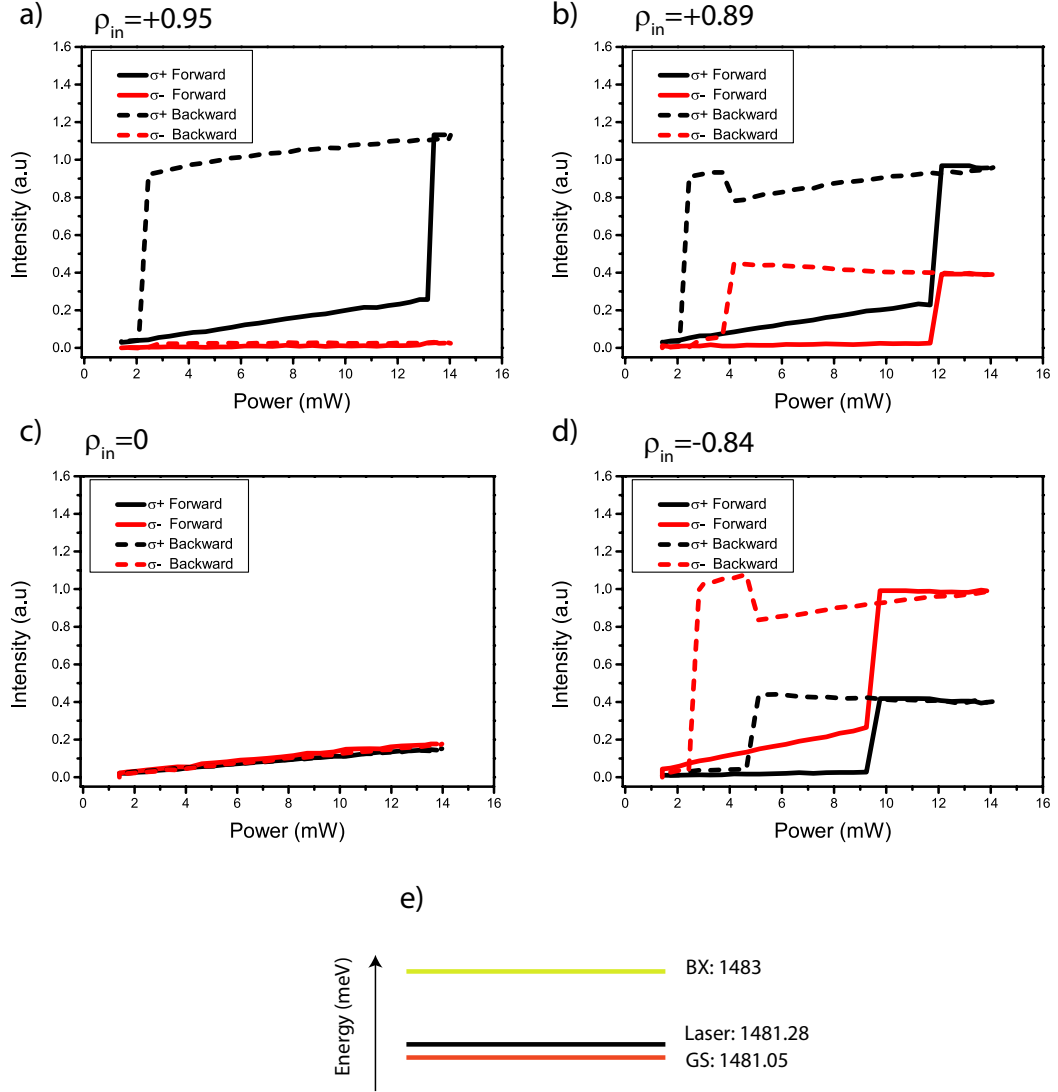 a)
ρin=+0.95
1.6
1.4
1.2
1.0
0.8
0.6
0.4
0.2
0.0
0 2 4 6 8 10 12 14 16
Intensity (a.u)
Power (mW)
σ+ Forward
σ- Forward
σ+ Backward
σ- Backward
b)
ρin=+0.89
1.6
1.4
1.2
1.0
0.8
0.6
0.4
0.2
0.0
0 2 4 6 8 10 12 14 16
Intensity (a.u)
Power (mW)
σ+ Forward
σ- Forward
σ+ Backward
σ- Backward
c)
ρin=0
1.6
1.4
1.2
1.0
0.8
0.6
0.4
0.2
0.0
0 2 4 6 8 10 12 14 16
Intensity (a.u)
Power (mW)
σ+ Forward
σ- Forward
σ+ Backward
σ- Backward
d)
ρin=-0.84
1.6
1.4
1.2
1.0
0.8
0.6
0.4
0.2
0.0
0 2 4 6 8 10 12 14 16
Intensity (a.u)
Power (mW)
σ+ Forward
σ- Forward
σ+ Backward
σ- Backward
e)
Energy (meV)
BX: 1483
Laser: 1481.28
GS: 1481.05